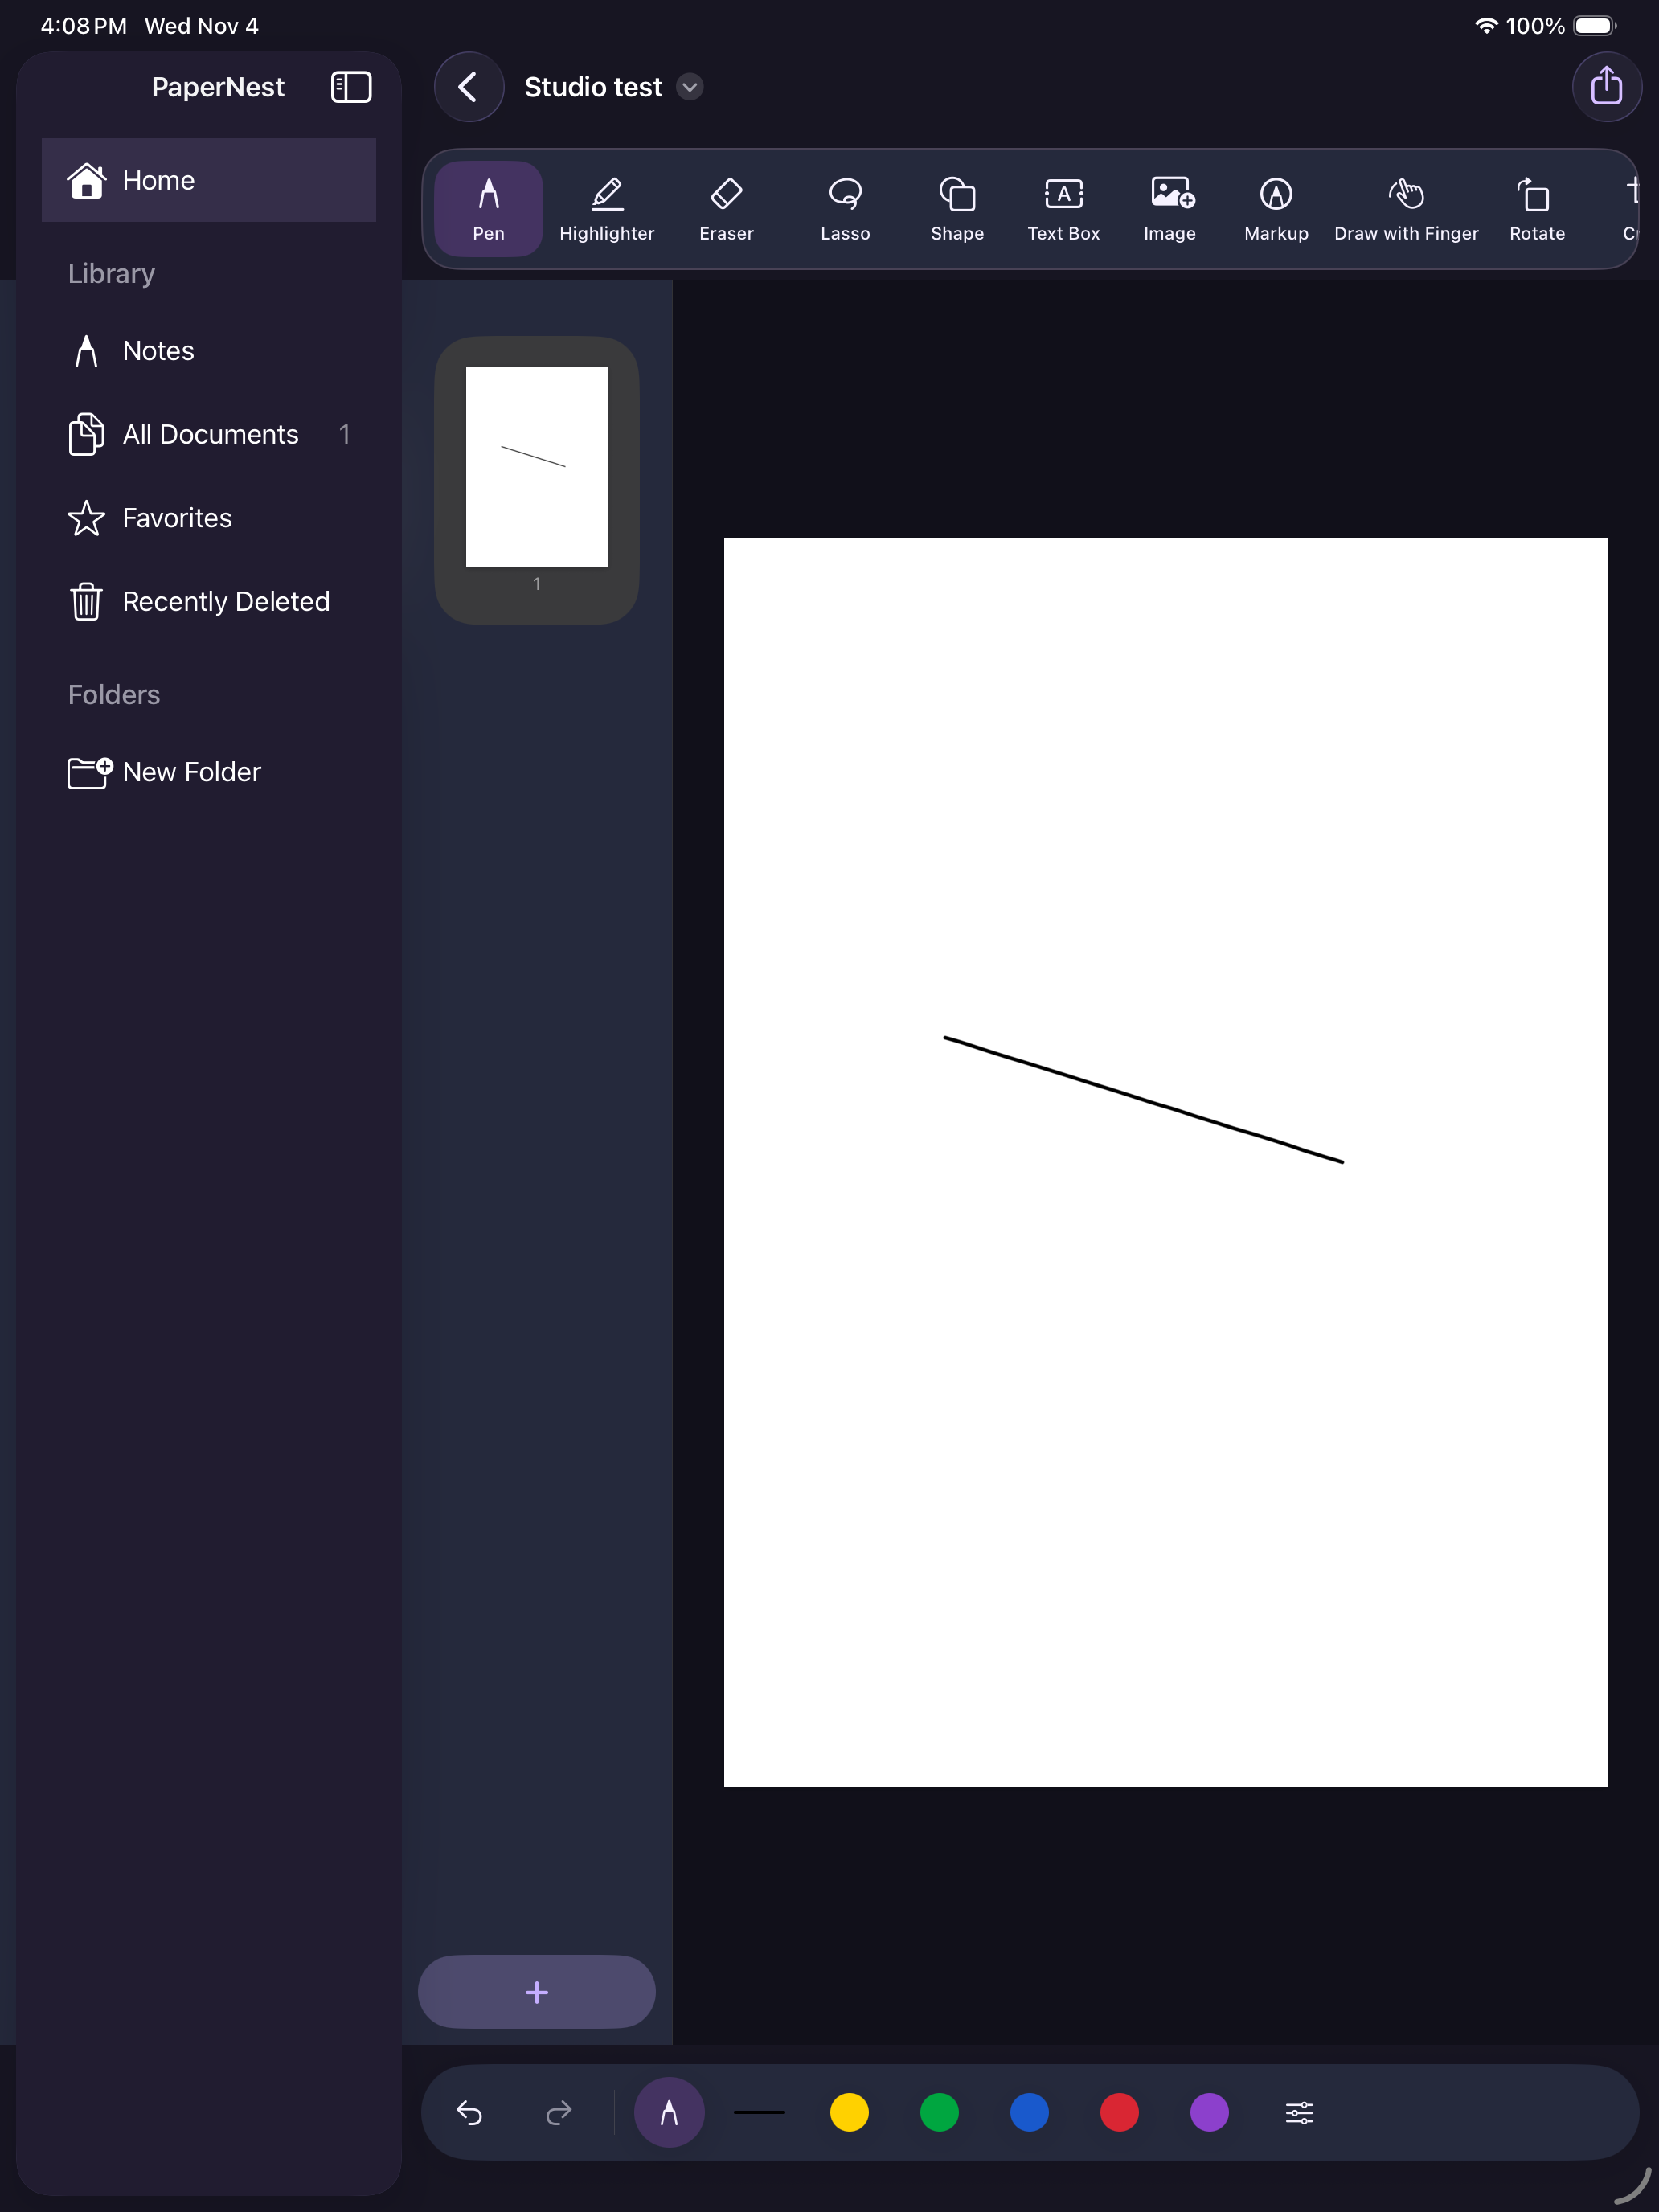 4:08 PM Wed Nov 4
100%
PaperNest
Studio test
Home
Library
Notes
All Documents 1
Favorites
Recently Deleted
Folders
New Folder
Pen
Highlighter
Eraser
Lasso
Shape
Text Box
Image
Markup
Draw with Finger
Rotate
1